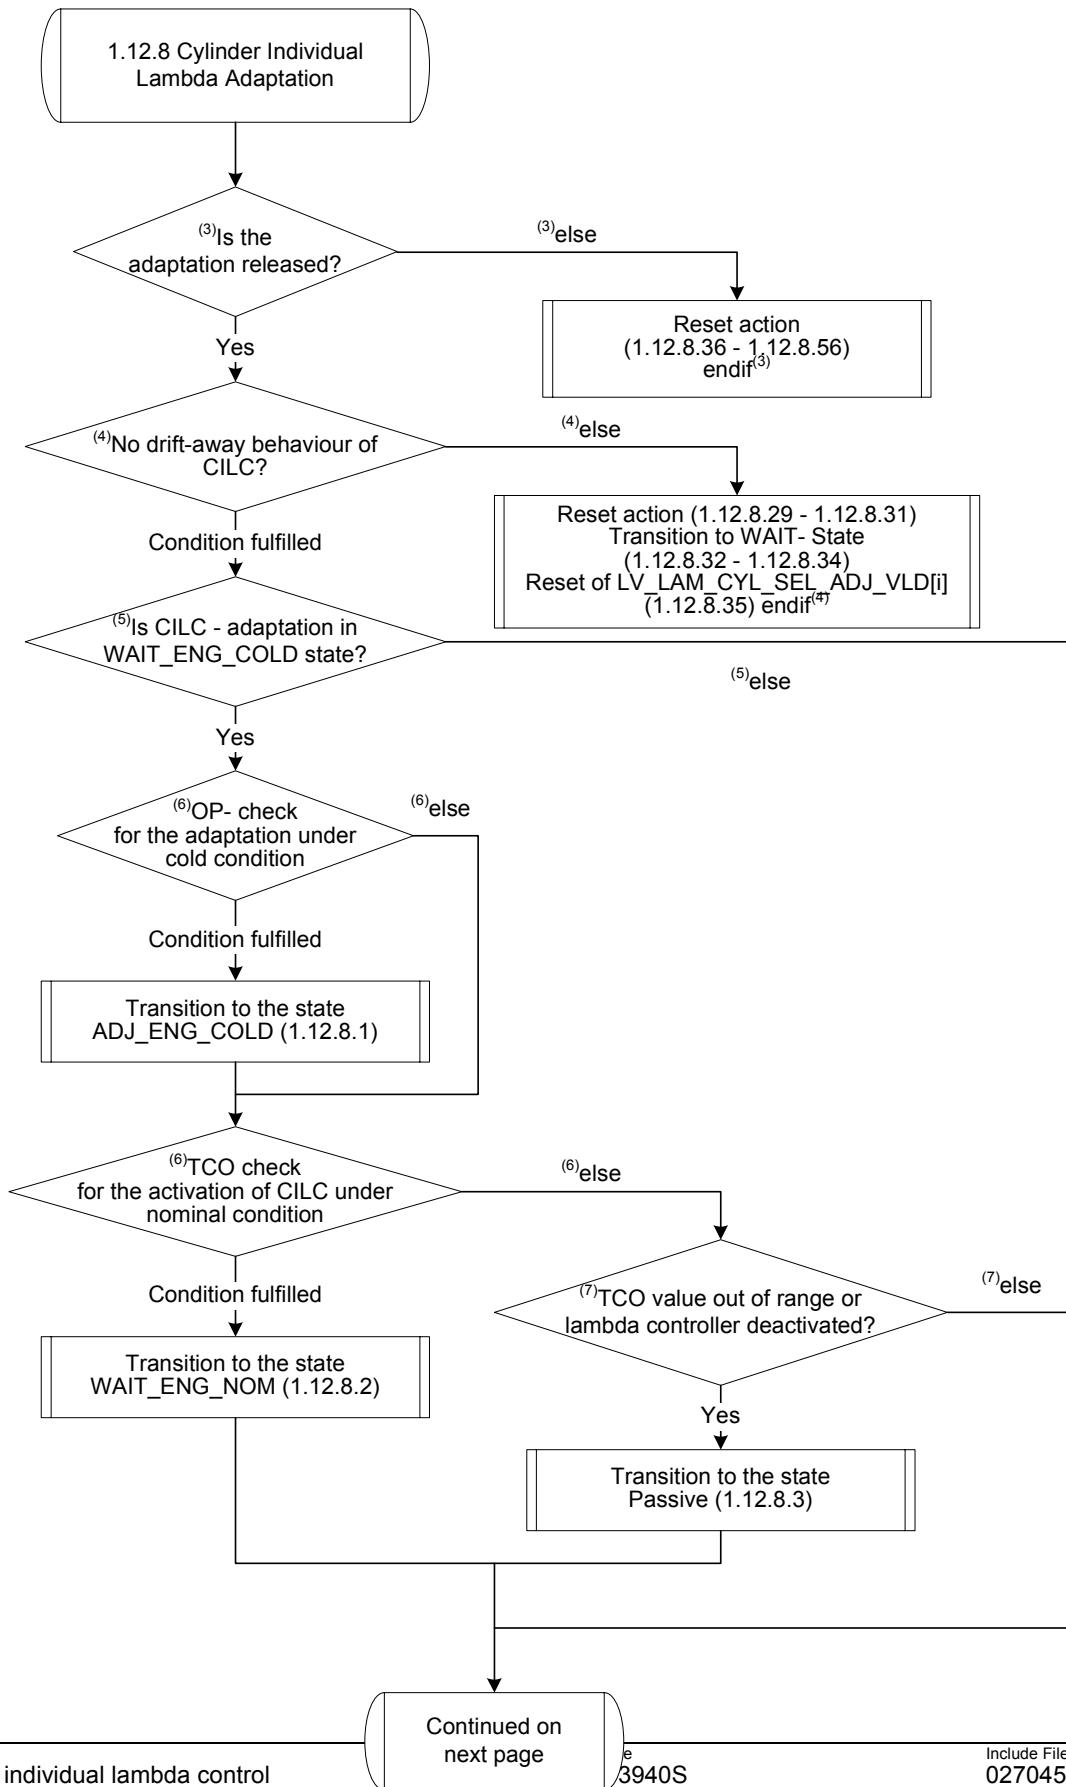 1.12.8 Cylinder Individual
Lambda Adaptation
(3)Is the
adaptation released?
(3)else
Reset action
(1.12.8.36 - 1.12.8.56)
endif(3)
Yes
(4)No drift-away behaviour of
CILC?
(4)else
Reset action (1.12.8.29 - 1.12.8.31)
Transition to WAIT- State
(1.12.8.32 - 1.12.8.34)
Reset of LV_LAM_CYL_SEL_ADJ_VLD[i]
(1.12.8.35) endif(4)
Condition fulfilled
(5)Is CILC - adaptation in
WAIT_ENG_COLD state?
(5)else
Yes
(6)OP- check
for the adaptation under
cold condition
(6)else
Condition fulfilled
Transition to the state
ADJ_ENG_COLD (1.12.8.1)
(6)TCO check
for the activation of CILC under
nominal condition
(6)else
Condition fulfilled
(7)TCO value out of range or
lambda controller deactivated?
(7)else
Transition to the state
WAIT_ENG_NOM (1.12.8.2)
Yes
Transition to the state
Passive (1.12.8.3)
Continued on
next page
individual lambda control
e
3940S
Include File
027045